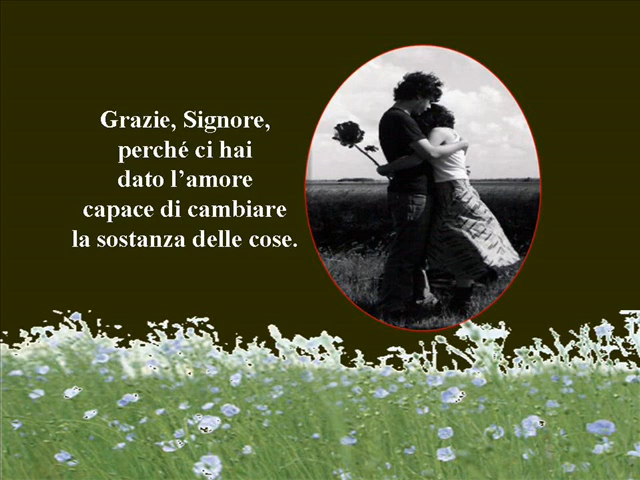 Grazie, Signore,
perché ci hai
dato l’amore
capace di cambiare
la sostanza delle cose.